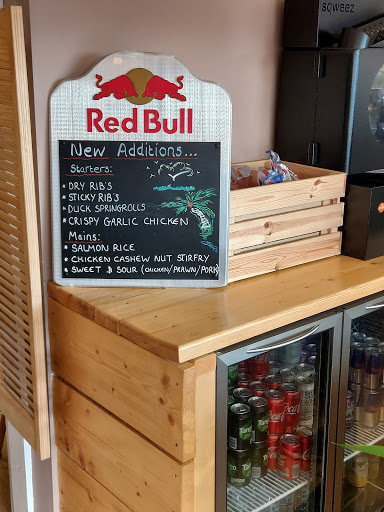 sqweez
Red Bull
New Additions...
Starters:
• DRY RIB'S
• STICKY RIB'S
• DUCK SPRINGROLLS
• CRISPY GARLIC CHICKEN
Mains:
• SALMON RICE
• CHICKEN CASHEW NUT STIRFRY
• SWEET & SOUR (CHICKEN/PRAWN/PORK)